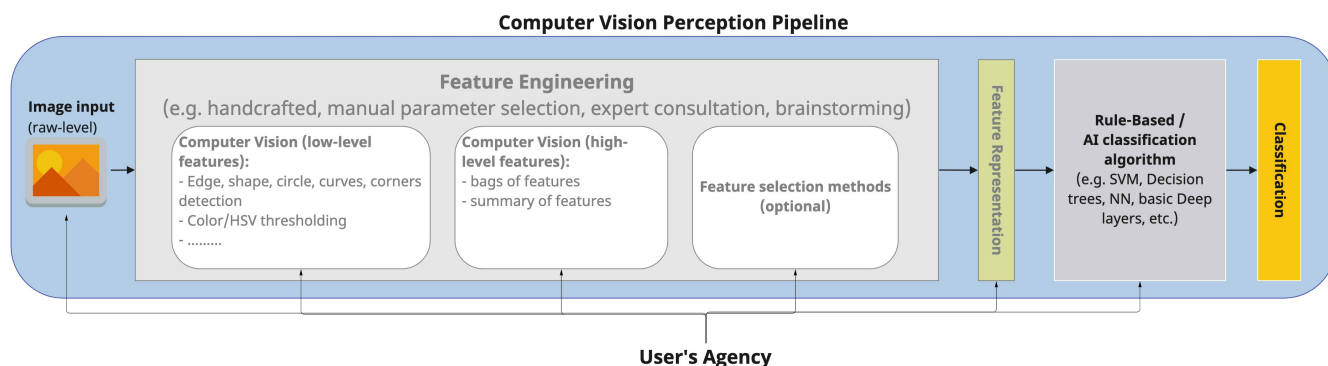 Computer Vision Perception Pipeline
Image input
(raw-level)
Feature Engineering
(e.g. handcrafted, manual parameter selection, expert consultation, brainstorming)
Computer Vision (low-level
features):
- Edge, shape, circle, curves, corners
detection
- Color/HSV thresholding
- .........
Computer Vision (high-
level features):
- bags of features
- summary of features
Feature selection methods
(optional)
Feature Representation
Rule-Based /
AI classification
algorithm
(e.g. SVM, Decision
trees, NN, basic Deep
layers, etc.)
Classification
User's Agency